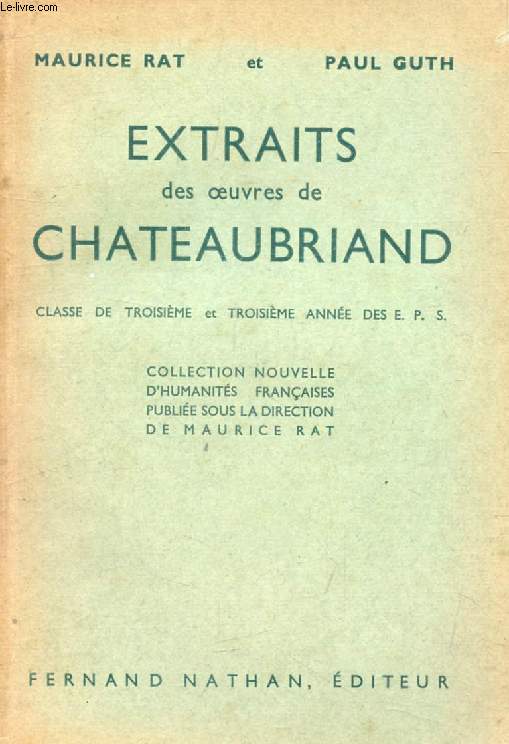 Le-livre.com
MAURICE RAT et PAUL GUTH
EXTRAITS
des œuvres de
CHATEAUBRIAND
CLASSE DE TROISIÈME et TROISIÈME ANNÉE DES E. P. S.
COLLECTION NOUVELLE
D'HUMANITÉS FRANÇAISES
PUBLIÉE SOUS LA DIRECTION
DE MAURICE RAT
FERNAND NATHAN, ÉDITEUR